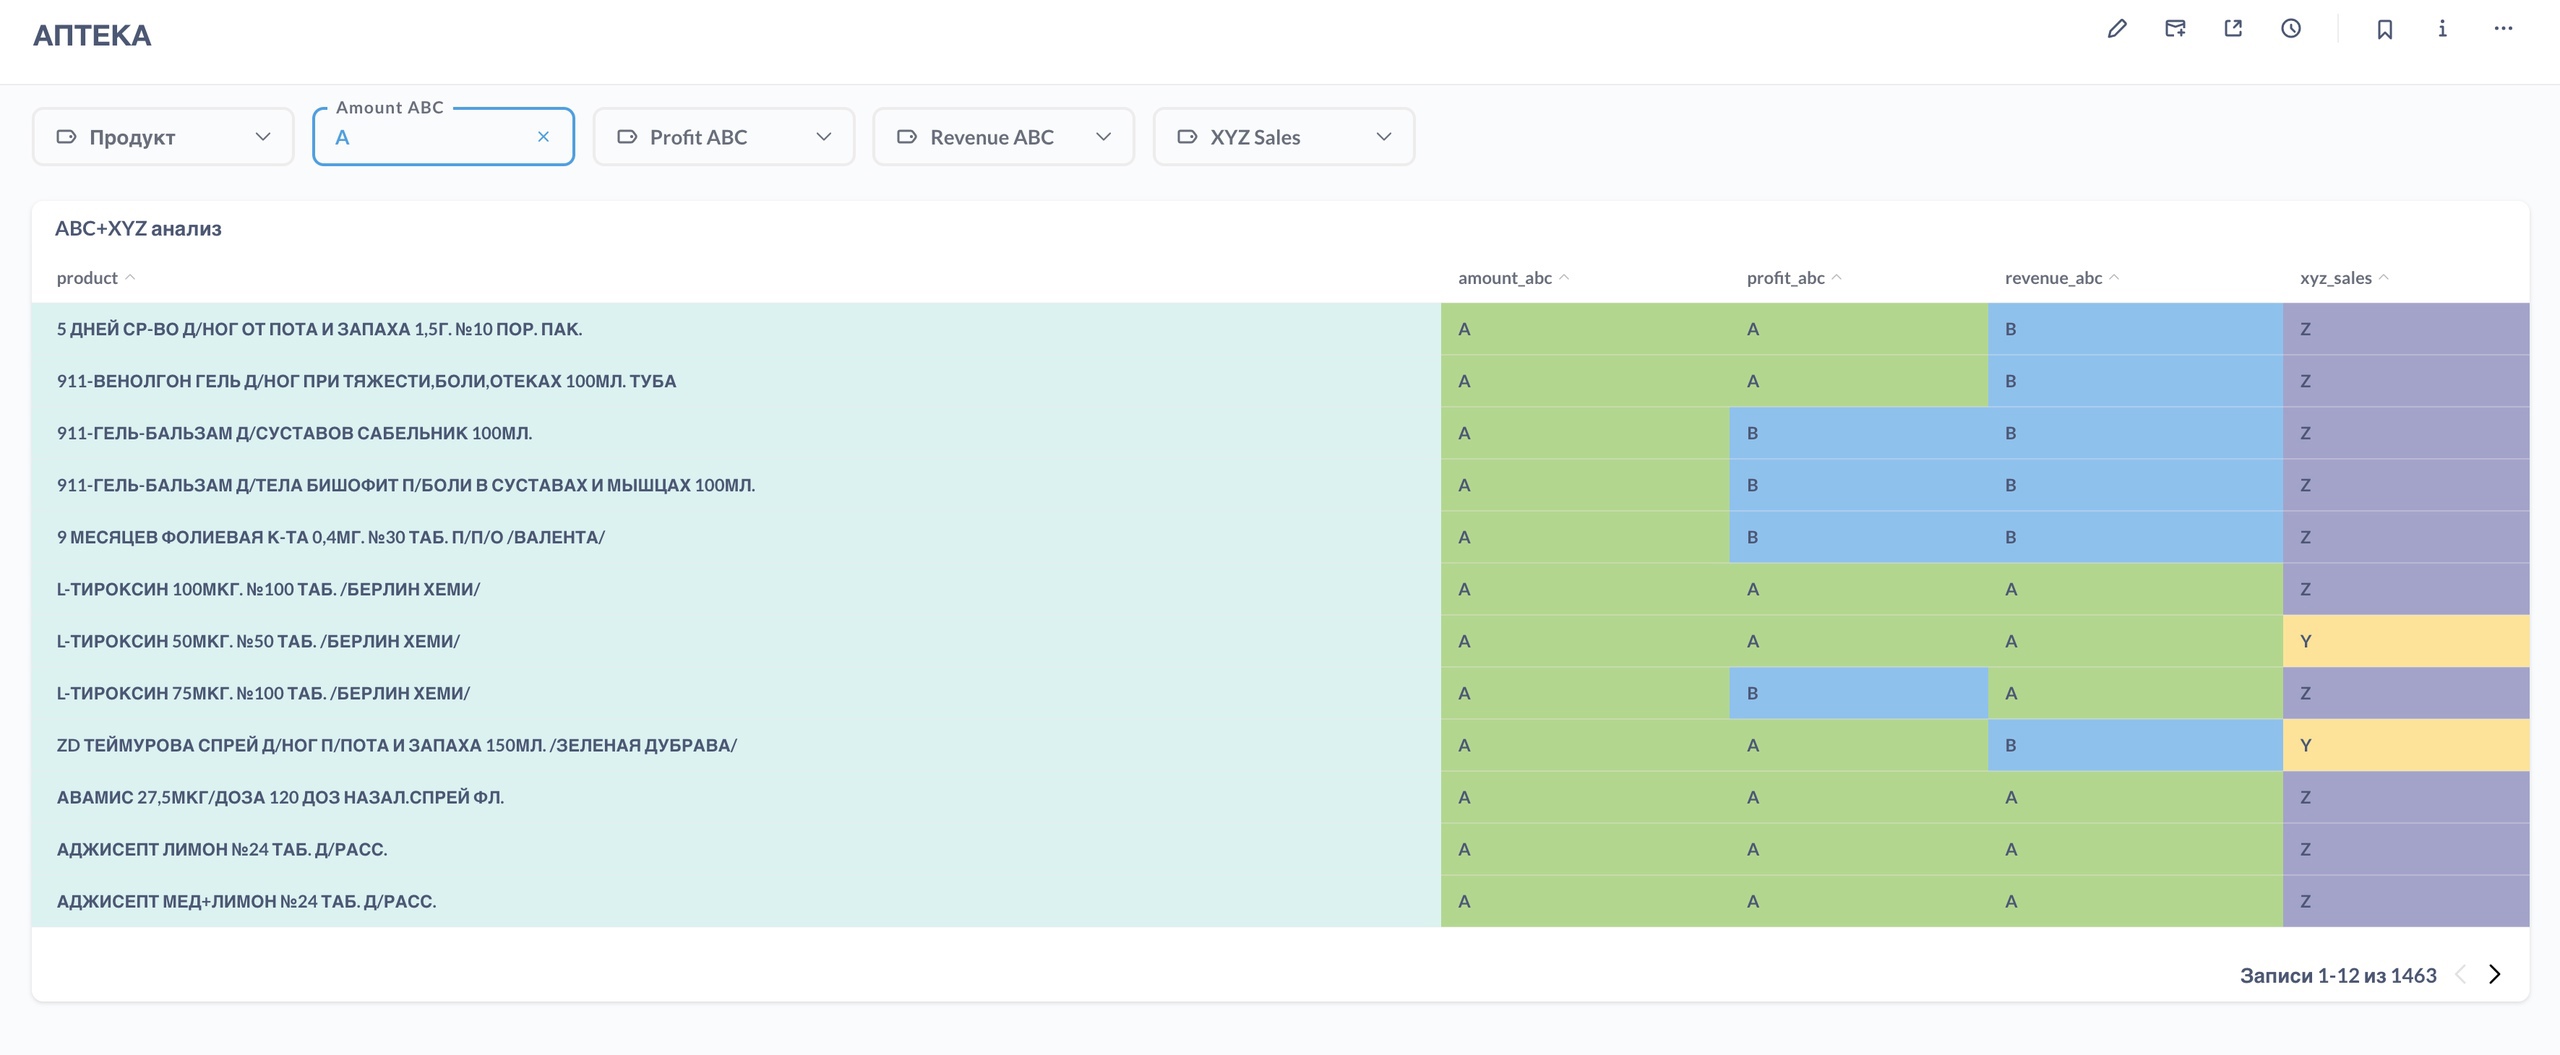 АПТЕКА
Amount ABC
Продукт A Profit ABC Revenue ABC XYZ Sales
ABC+XYZ анализ
product amount_abc profit_abc revenue_abc xyz_sales
5 ДНЕЙ СР-ВО Д/НОГ ОТ ПОТА И ЗАПАХА 1,5Г. №10 ПОР. ПАК. A A B Z
911-ВЕНОЛГОН ГЕЛЬ Д/НОГ ПРИ ТЯЖЕСТИ,БОЛИ,ОТЕКАХ 100МЛ. ТУБА A A B Z
911-ГЕЛЬ-БАЛЬЗАМ Д/СУСТАВОВ САБЕЛЬНИК 100МЛ. A B B Z
911-ГЕЛЬ-БАЛЬЗАМ Д/ТЕЛА БИШОФИТ П/БОЛИ В СУСТАВАХ И МЫШЦАХ 100МЛ. A B B Z
9 МЕСЯЦЕВ ФОЛИЕВАЯ К-ТА 0,4МГ. №30 ТАБ. П/П/О /ВАЛЕНТА/ A B B Z
L-ТИРОКСИН 100МКГ. №100 ТАБ. /БЕРЛИН ХЕМИ/ A A A Z
L-ТИРОКСИН 50МКГ. №50 ТАБ. /БЕРЛИН ХЕМИ/ A A A Y
L-ТИРОКСИН 75МКГ. №100 ТАБ. /БЕРЛИН ХЕМИ/ A B A Z
ZD ТЕЙМУРОВА СПРЕЙ Д/НОГ П/ПОТА И ЗАПАХА 150МЛ. /ЗЕЛЕНАЯ ДУБРАВА/ A A B Y
АВАМИС 27,5МКГ/ДОЗА 120 ДОЗ НАЗАЛ.СПРЕЙ ФЛ. A A A Z
АДЖИСЕПТ ЛИМОН №24 ТАБ. Д/РАСС. A A A Z
АДЖИСЕПТ МЕД+ЛИМОН №24 ТАБ. Д/РАСС. A A A Z
Записи 1-12 из 1463